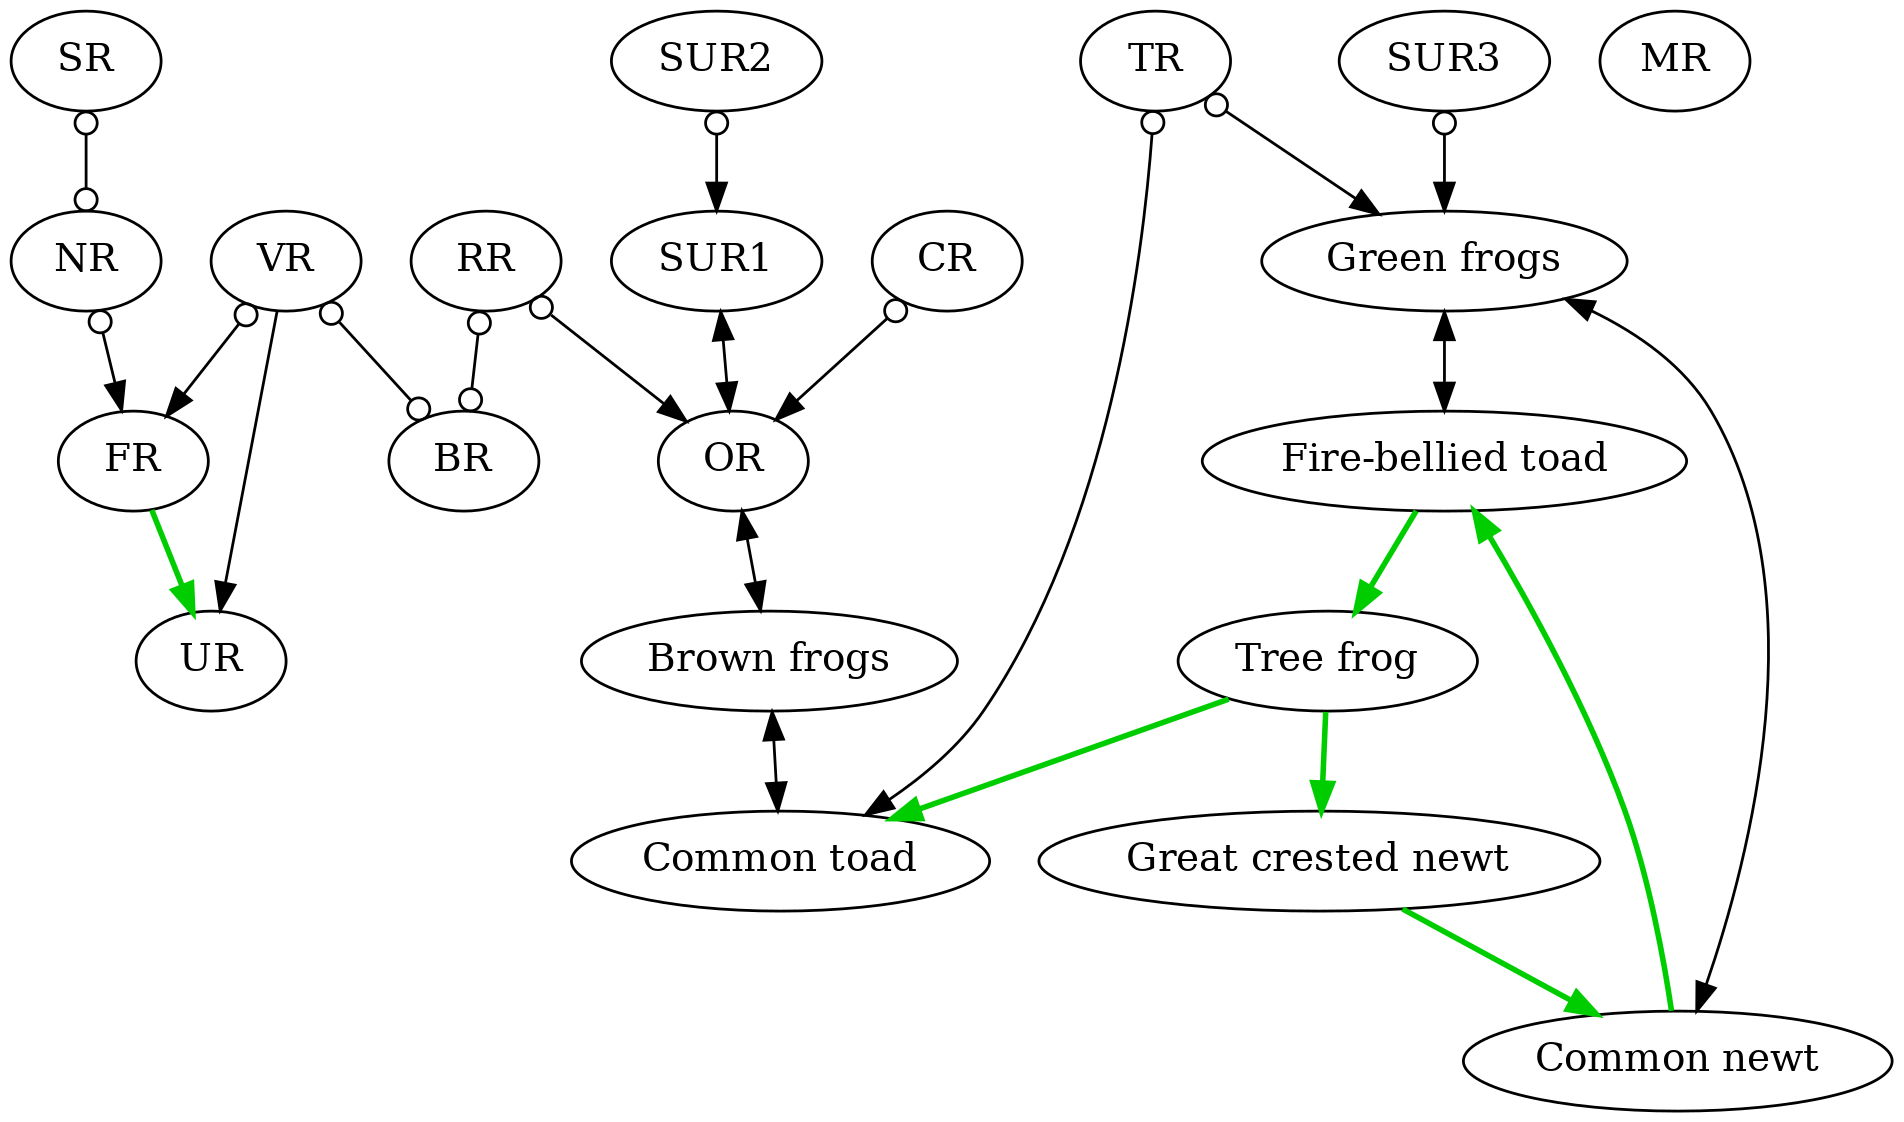 SR
SUR2
TR
SUR3
MR
NR
VR
RR
SUR1
CR
Green frogs
FR
BR
OR
Fire-bellied toad
UR
Brown frogs
Tree frog
Common toad
Great crested newt
Common newt